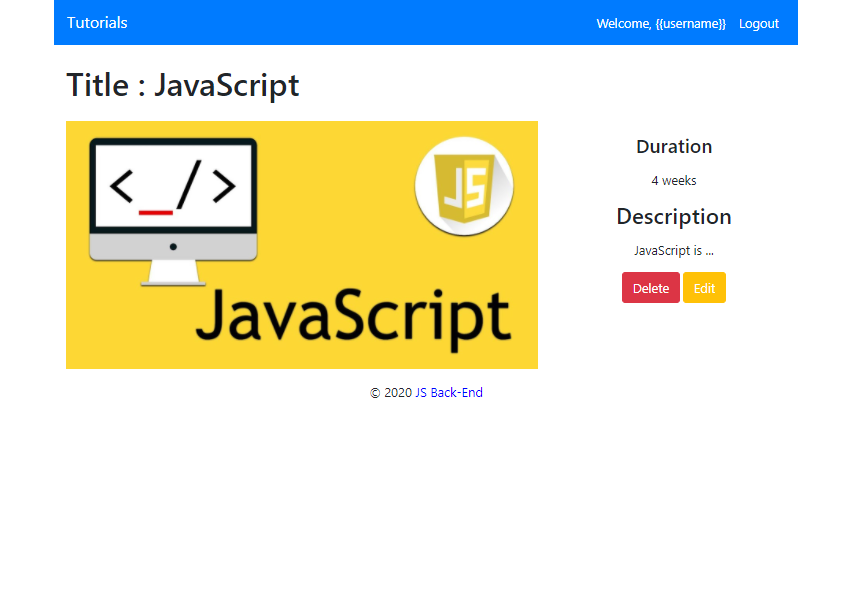 Tutorials
Welcome, {{username}} Logout
Title : JavaScript
<_/>
JS
JavaScript
Duration
4 weeks
Description
JavaScript is ...
Delete Edit
© 2020 JS Back-End